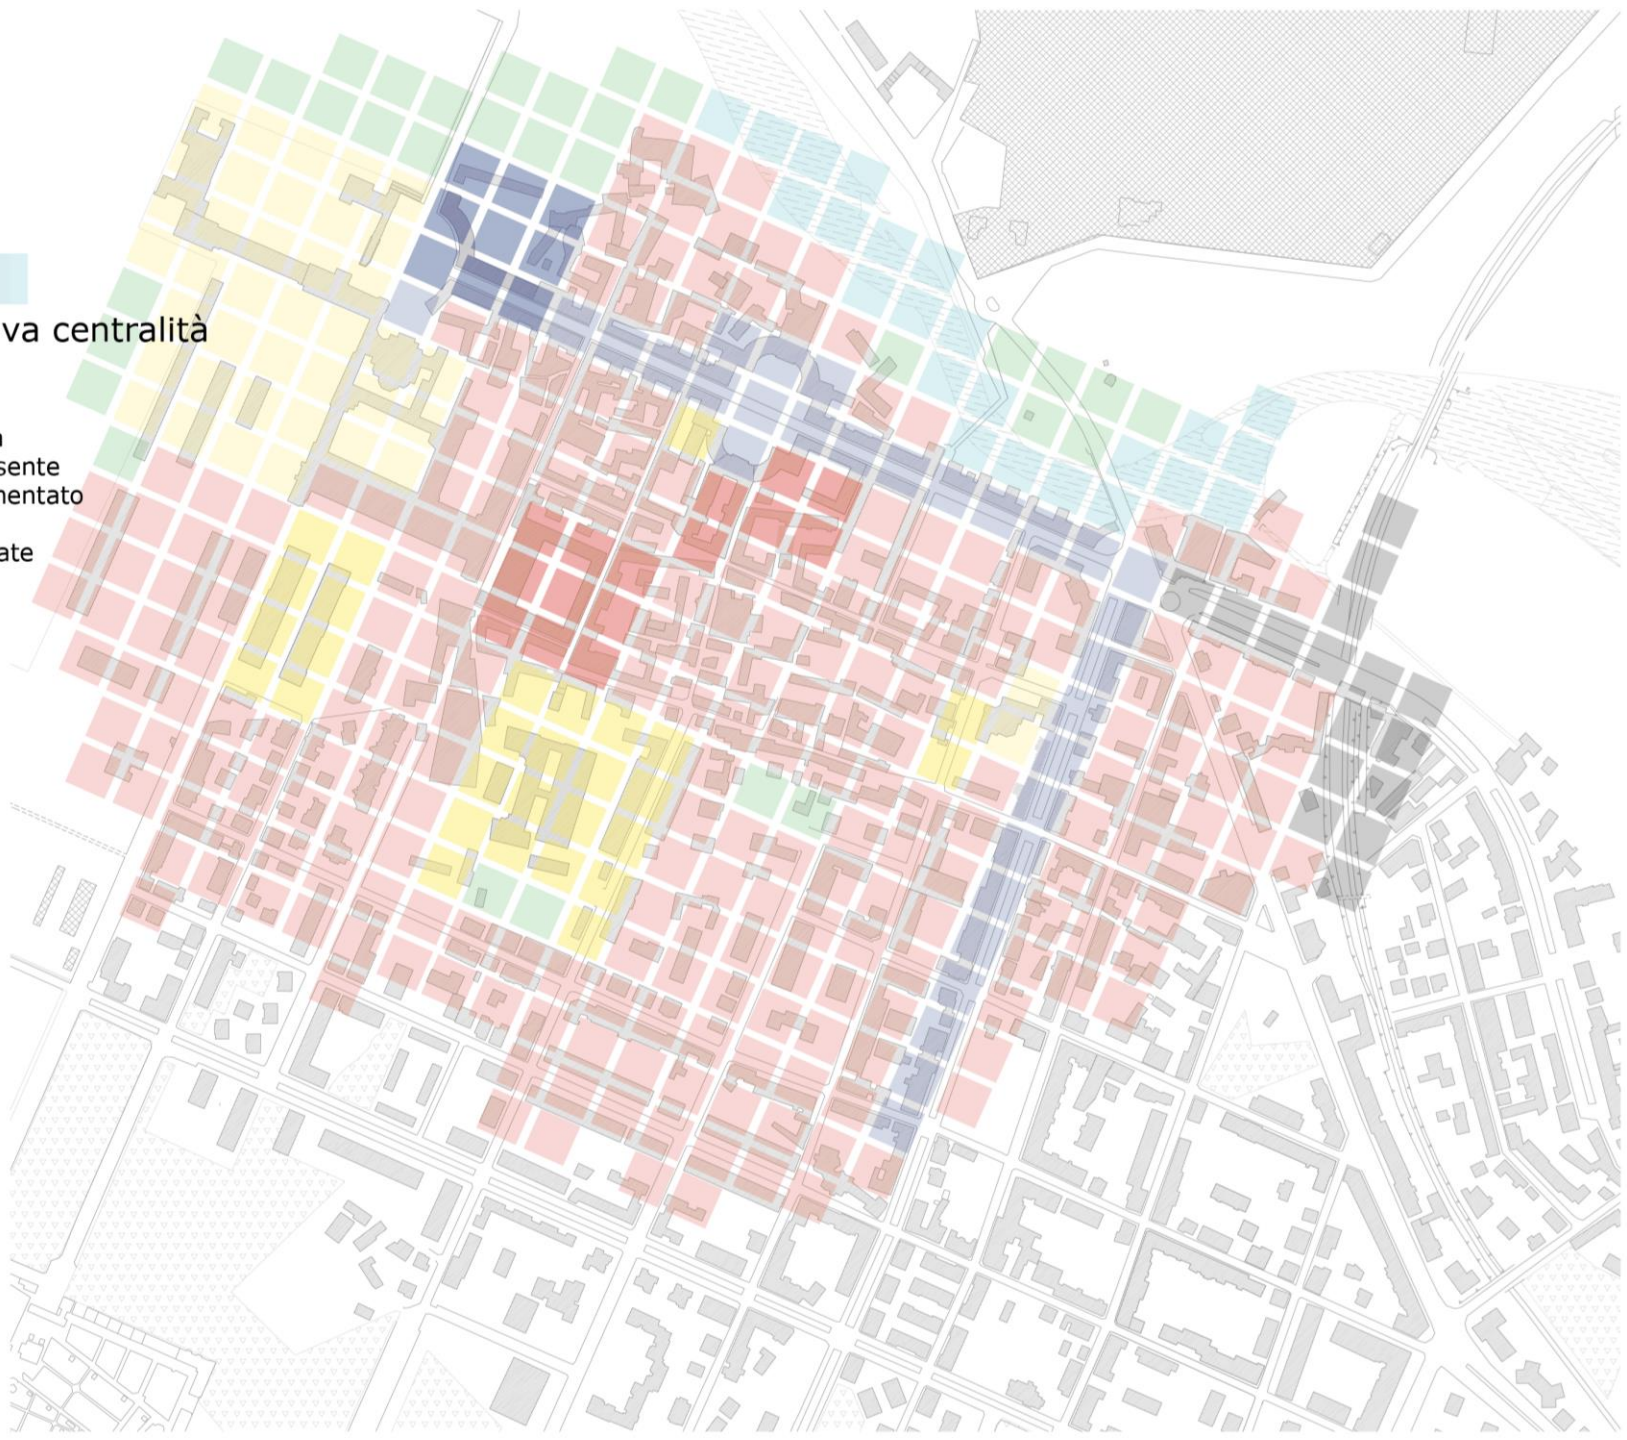 va centralità
a
sente
mentato
ate